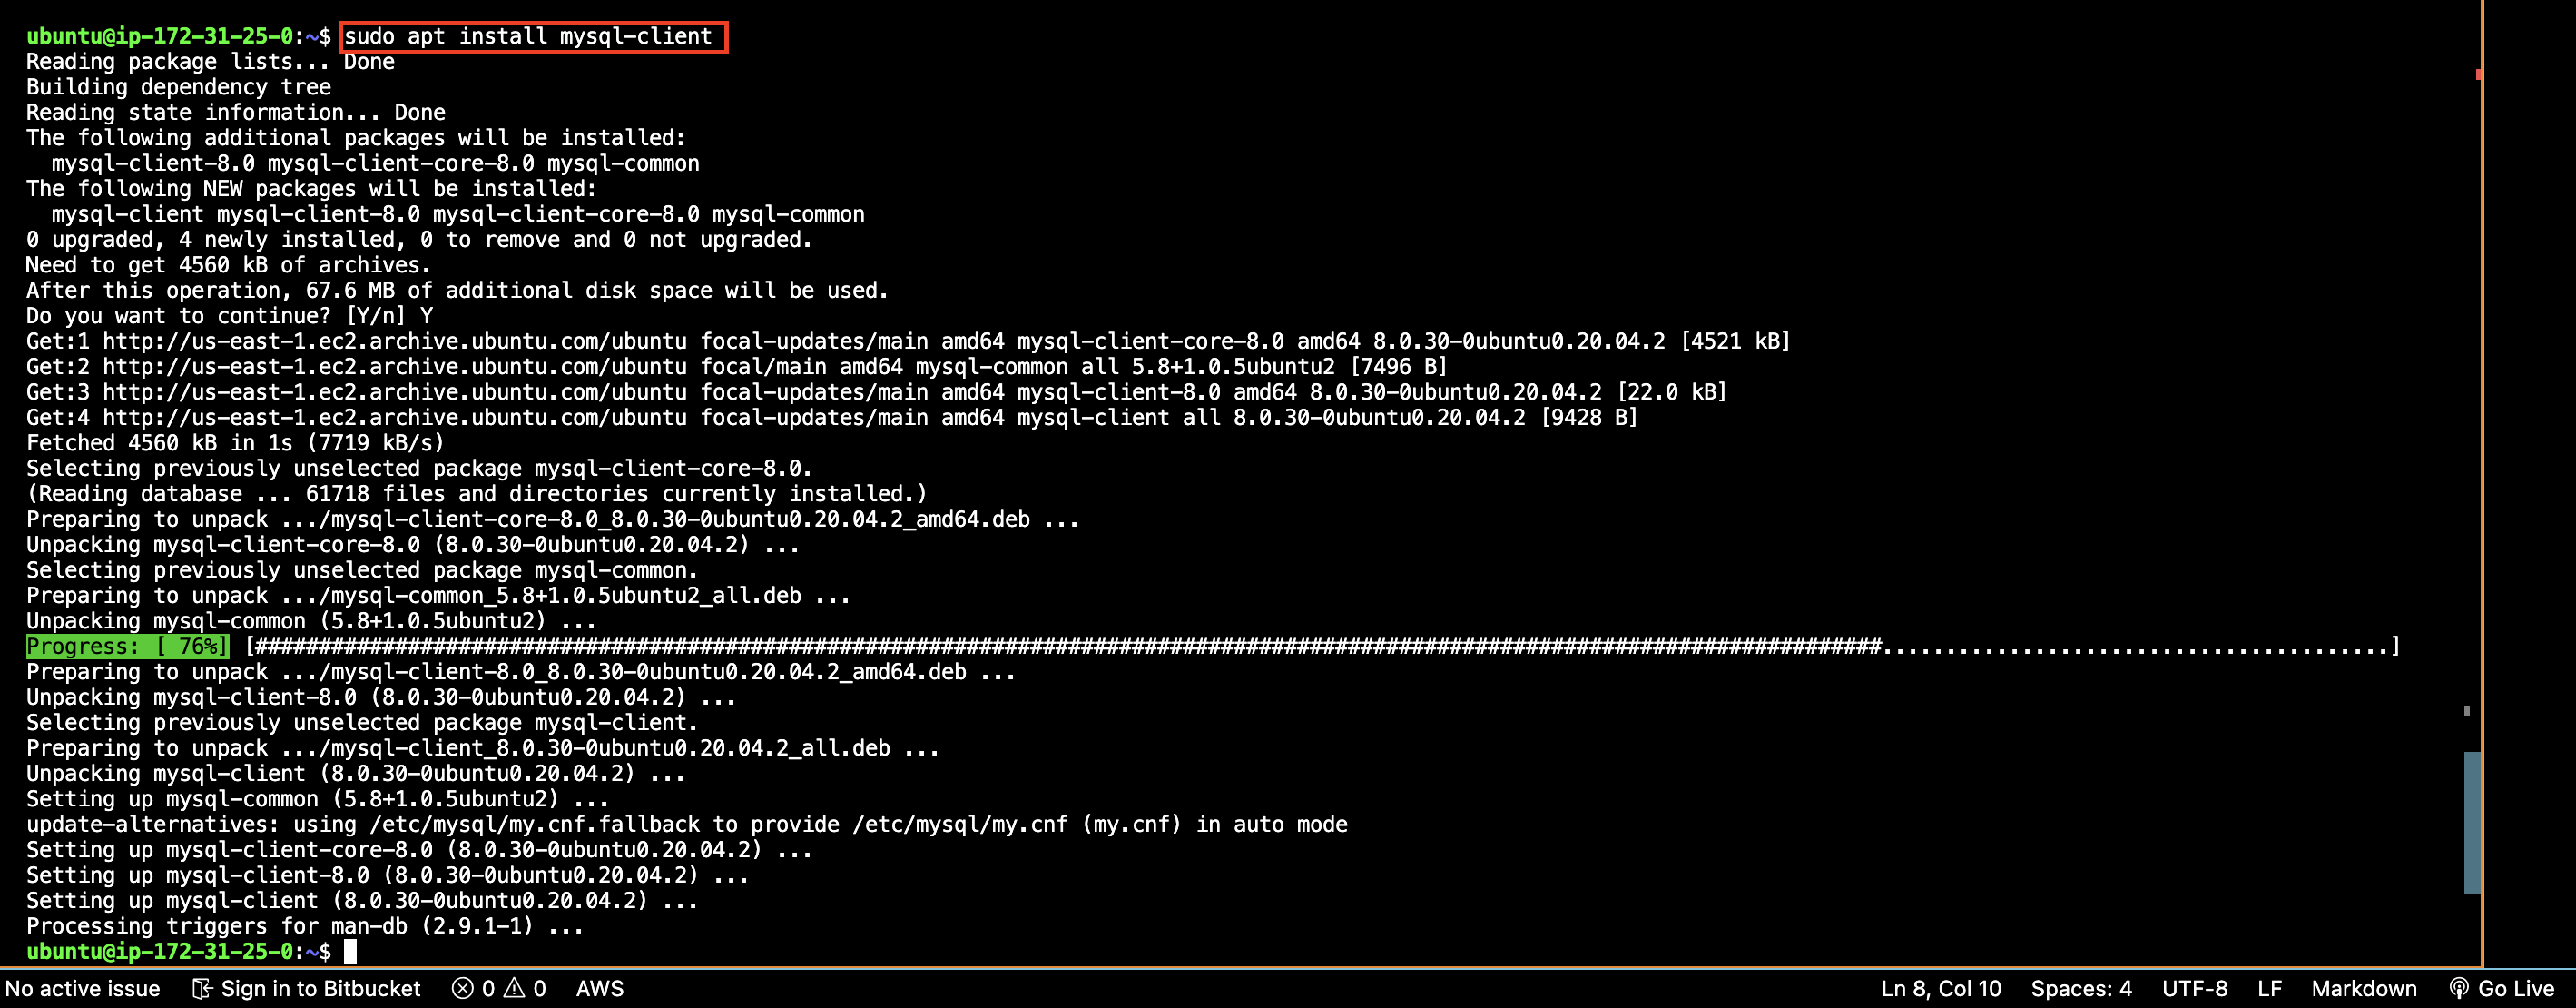 ubuntu@ip-172-31-25-0:~$ sudo apt install mysql-client
Reading package lists... Done
Building dependency tree
Reading state information... Done
The following additional packages will be installed:
  mysql-client-8.0 mysql-client-core-8.0 mysql-common
The following NEW packages will be installed:
  mysql-client mysql-client-8.0 mysql-client-core-8.0 mysql-common
0 upgraded, 4 newly installed, 0 to remove and 0 not upgraded.
Need to get 4560 kB of archives.
After this operation, 67.6 MB of additional disk space will be used.
Do you want to continue? [Y/n] Y
Get:1 http://us-east-1.ec2.archive.ubuntu.com/ubuntu focal-updates/main amd64 mysql-client-core-8.0 amd64 8.0.30-0ubuntu0.20.04.2 [4521 kB]
Get:2 http://us-east-1.ec2.archive.ubuntu.com/ubuntu focal/main amd64 mysql-common all 5.8+1.0.5ubuntu2 [7496 B]
Get:3 http://us-east-1.ec2.archive.ubuntu.com/ubuntu focal-updates/main amd64 mysql-client-8.0 amd64 8.0.30-0ubuntu0.20.04.2 [22.0 kB]
Get:4 http://us-east-1.ec2.archive.ubuntu.com/ubuntu focal-updates/main amd64 mysql-client all 8.0.30-0ubuntu0.20.04.2 [9428 B]
Fetched 4560 kB in 1s (7719 kB/s)
Selecting previously unselected package mysql-client-core-8.0.
(Reading database ... 61718 files and directories currently installed.)
Preparing to unpack .../mysql-client-core-8.0_8.0.30-0ubuntu0.20.04.2_amd64.deb ...
Unpacking mysql-client-core-8.0 (8.0.30-0ubuntu0.20.04.2) ...
Selecting previously unselected package mysql-common.
Preparing to unpack .../mysql-common_5.8+1.0.5ubuntu2_all.deb ...
Unpacking mysql-common (5.8+1.0.5ubuntu2) ...
Progress: [ 76%] [################################################################################################################################........................................]
Preparing to unpack .../mysql-client-8.0_8.0.30-0ubuntu0.20.04.2_amd64.deb ...
Unpacking mysql-client-8.0 (8.0.30-0ubuntu0.20.04.2) ...
Selecting previously unselected package mysql-client.
Preparing to unpack .../mysql-client_8.0.30-0ubuntu0.20.04.2_all.deb ...
Unpacking mysql-client (8.0.30-0ubuntu0.20.04.2) ...
Setting up mysql-common (5.8+1.0.5ubuntu2) ...
update-alternatives: using /etc/mysql/my.cnf.fallback to provide /etc/mysql/my.cnf (my.cnf) in auto mode
Setting up mysql-client-core-8.0 (8.0.30-0ubuntu0.20.04.2) ...
Setting up mysql-client-8.0 (8.0.30-0ubuntu0.20.04.2) ...
Setting up mysql-client (8.0.30-0ubuntu0.20.04.2) ...
Processing triggers for man-db (2.9.1-1) ...
ubuntu@ip-172-31-25-0:~$
No active issue Sign in to Bitbucket 0 0 AWS Ln 8, Col 10 Spaces: 4 UTF-8 LF Markdown Go Live